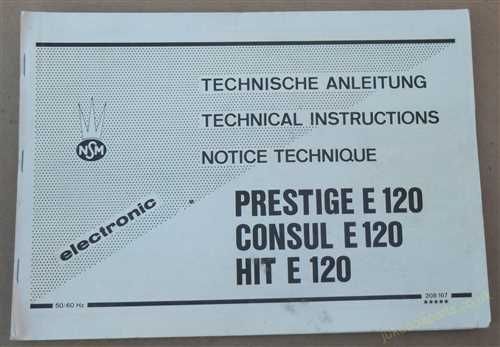 TECHNISCHE ANLEITUNG
TECHNICAL INSTRUCTIONS
NOTICE TECHNIQUE
NSM
electronic
PRESTIGE E 120
CONSUL E 120
HIT E 120
50/60 Hz
208 167
★★★★★